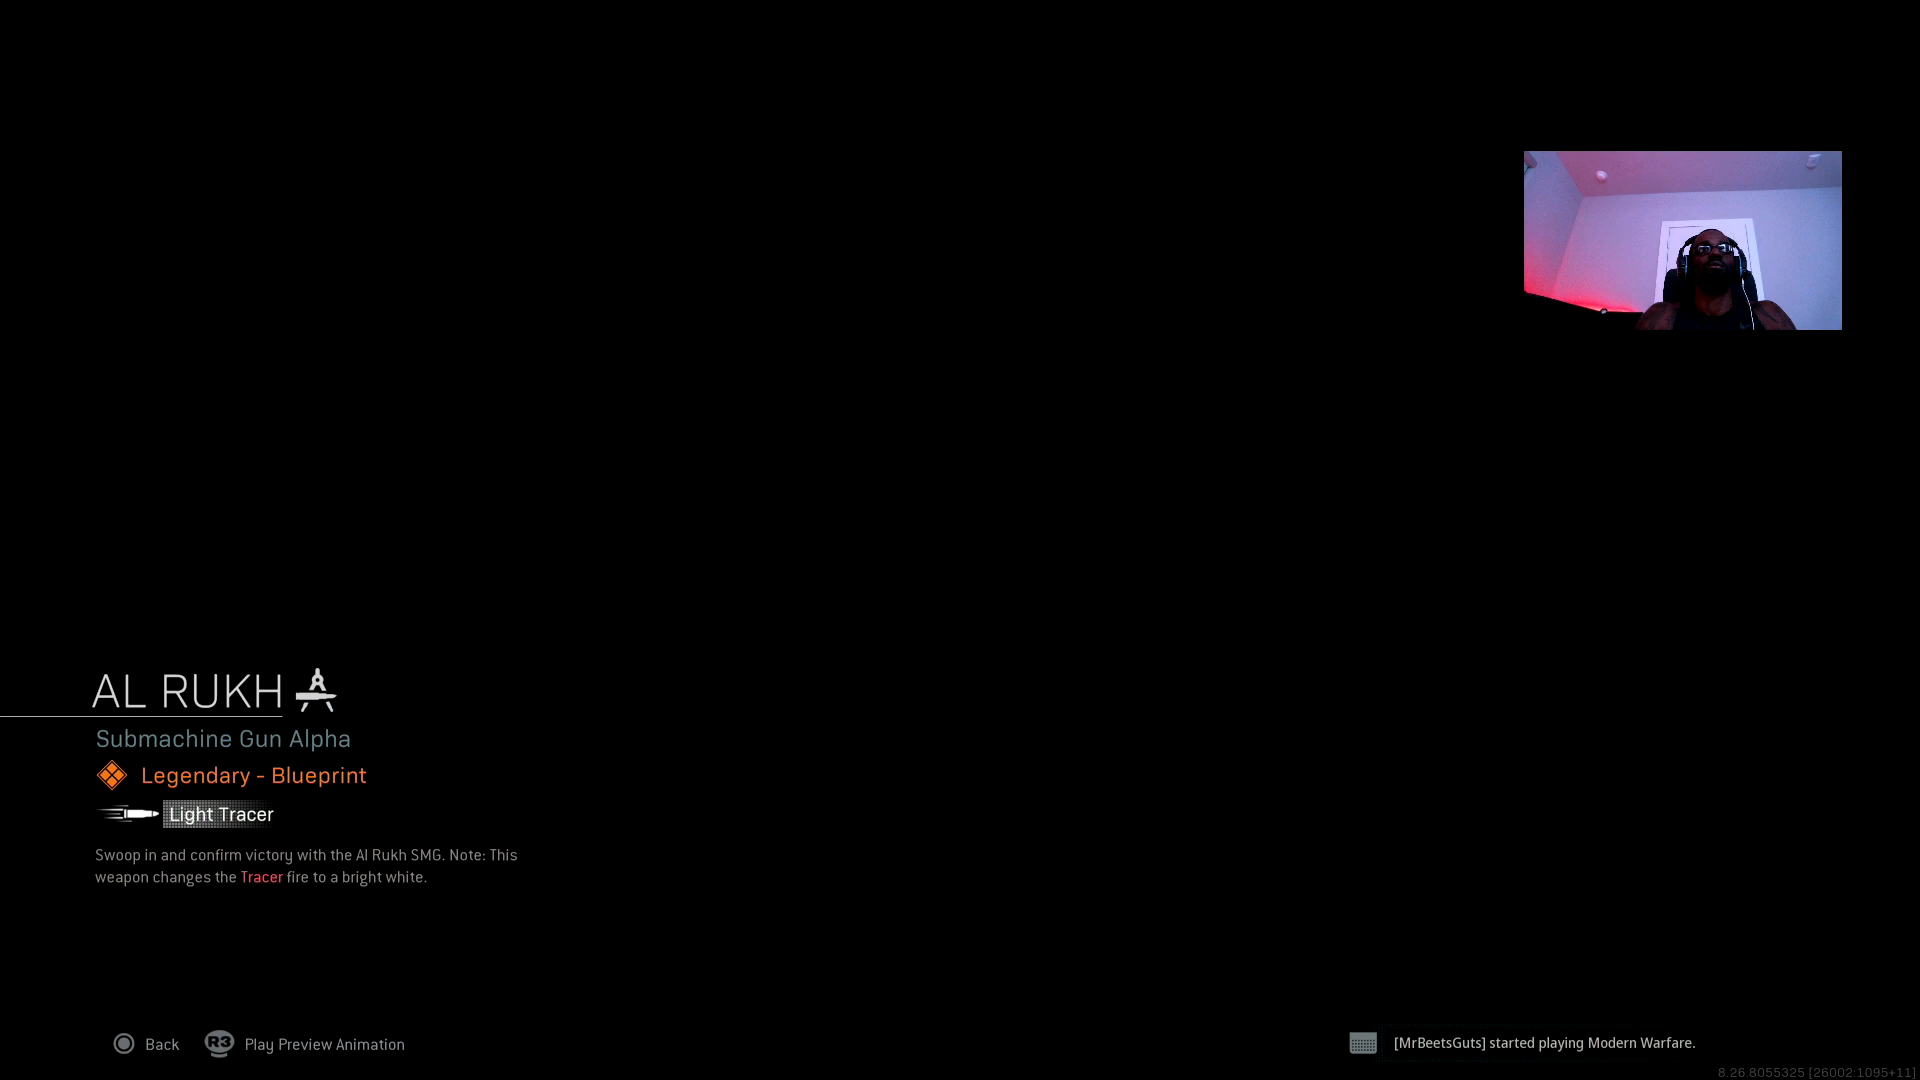 AL RUKH
Submachine Gun Alpha
Legendary - Blueprint
Light Tracer
Swoop in and confirm victory with the Al Rukh SMG. Note: This
weapon changes the Tracer fire to a bright white.
Back
R3 Play Preview Animation
[MrBeetsGuts] started playing Modern Warfare.
8.26.8055325 [26002:1095+11]